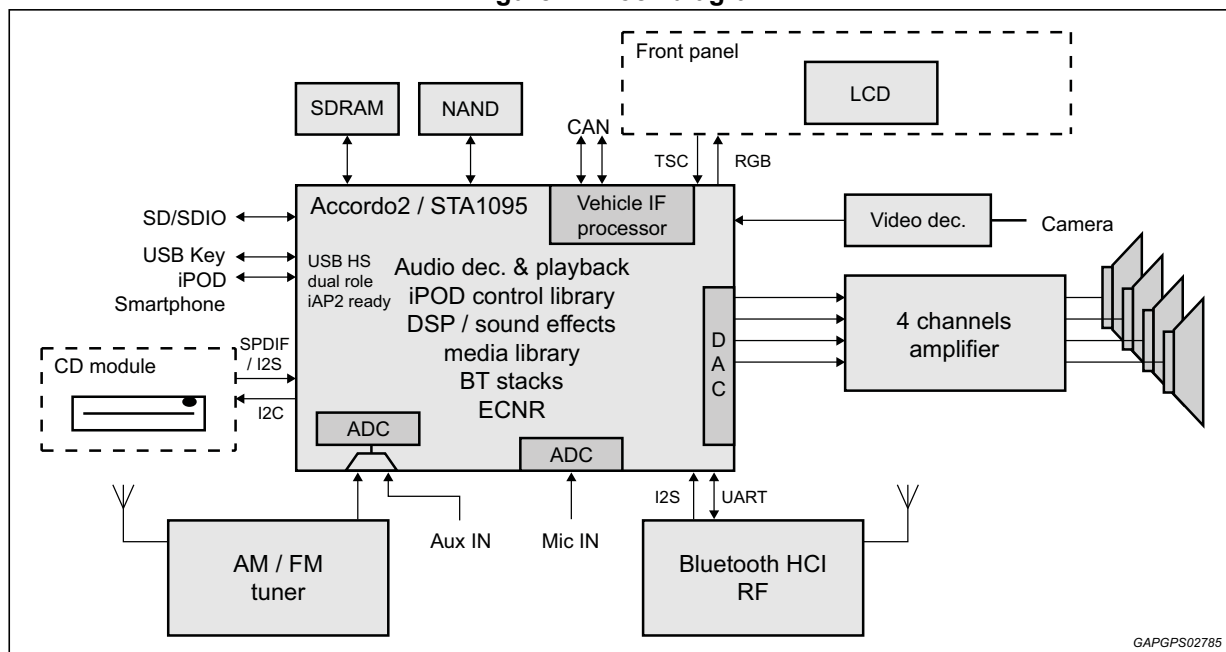 Front panel
LCD
SDRAM
NAND
CAN
TSC
RGB
SD/SDIO
Accordo2 / STA1095
Vehicle IF
processor
Video dec.
Camera
USB Key
iPOD
Smartphone
USB HS
dual role
iAP2 ready
Audio dec. & playback
iPOD control library
DSP / sound effects
media library
BT stacks
ECNR
D
A
C
4 channels
amplifier
CD module
SPDIF
/ I2S
I2C
ADC
ADC
Aux IN
Mic IN
I2S
UART
AM / FM
tuner
Bluetooth HCI
RF
GAPGPS02785